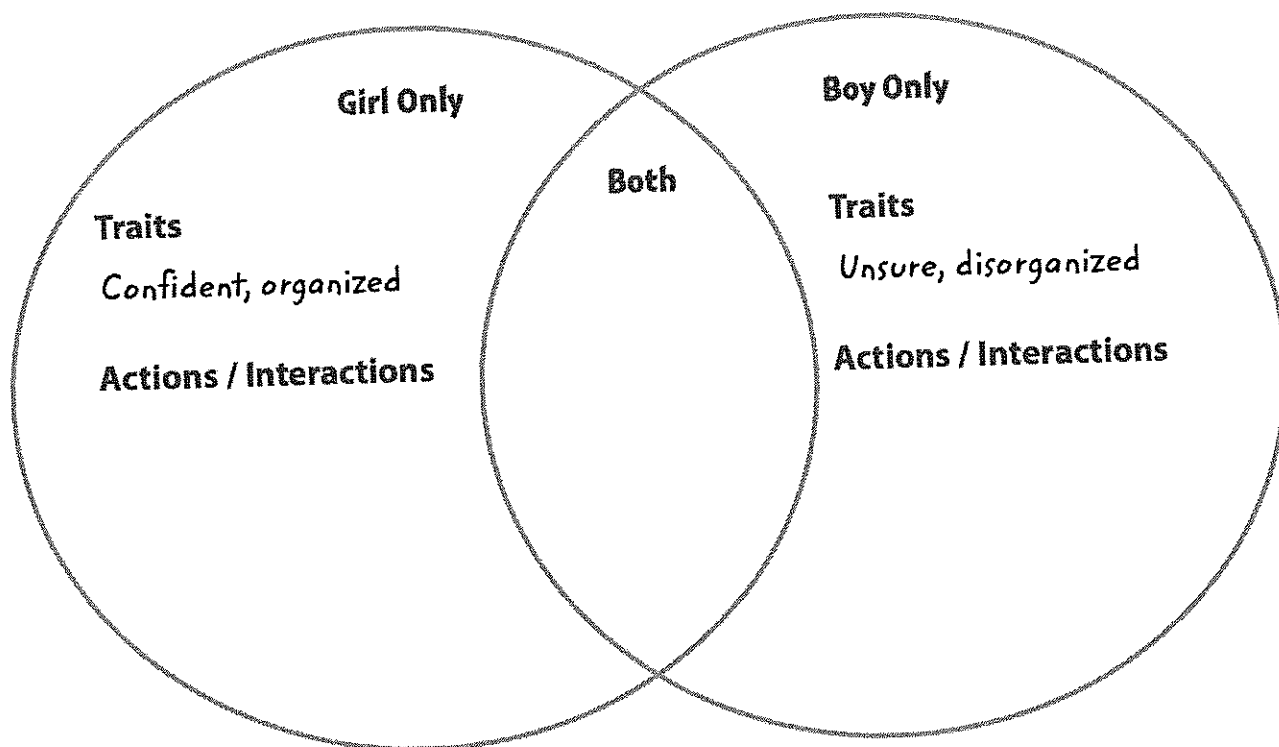 Girl Only
Traits
Confident, organized
Actions / Interactions
Both
Boy Only
Traits
Unsure, disorganized
Actions / Interactions